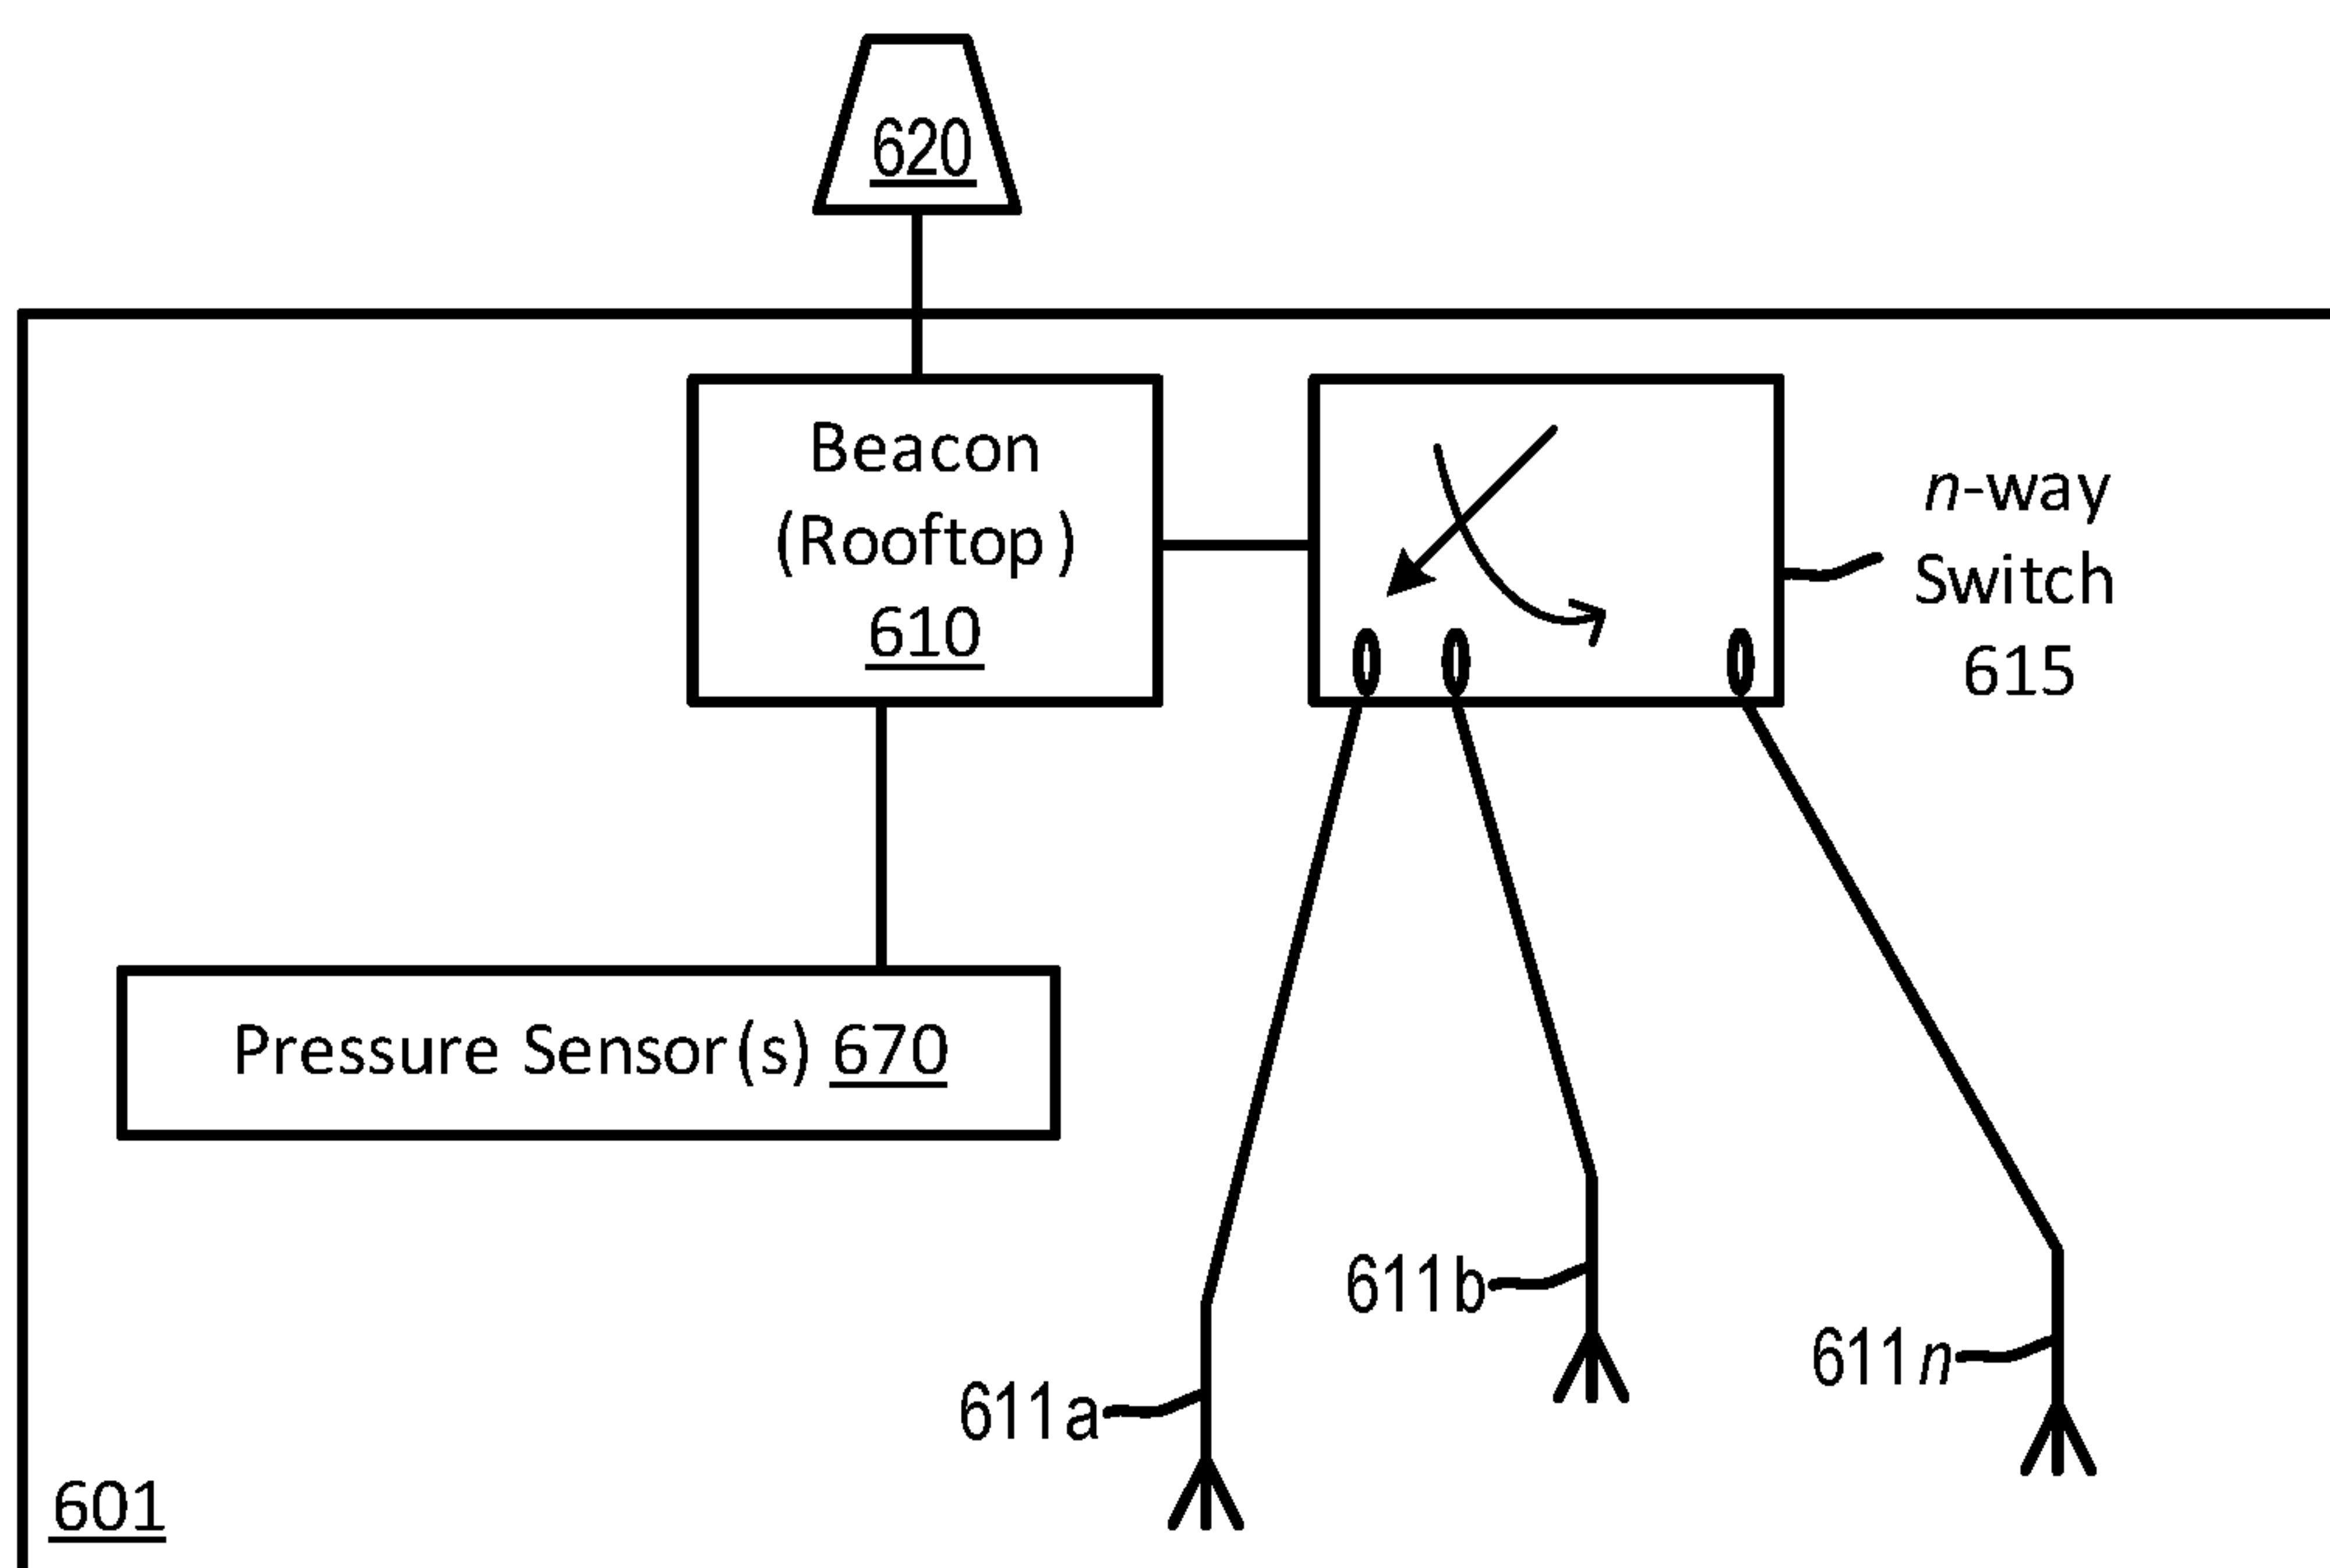 620
Beacon
(Rooftop)
610
n-way
Switch
615
Pressure Sensor(s) 670
611b
611n
611a
601